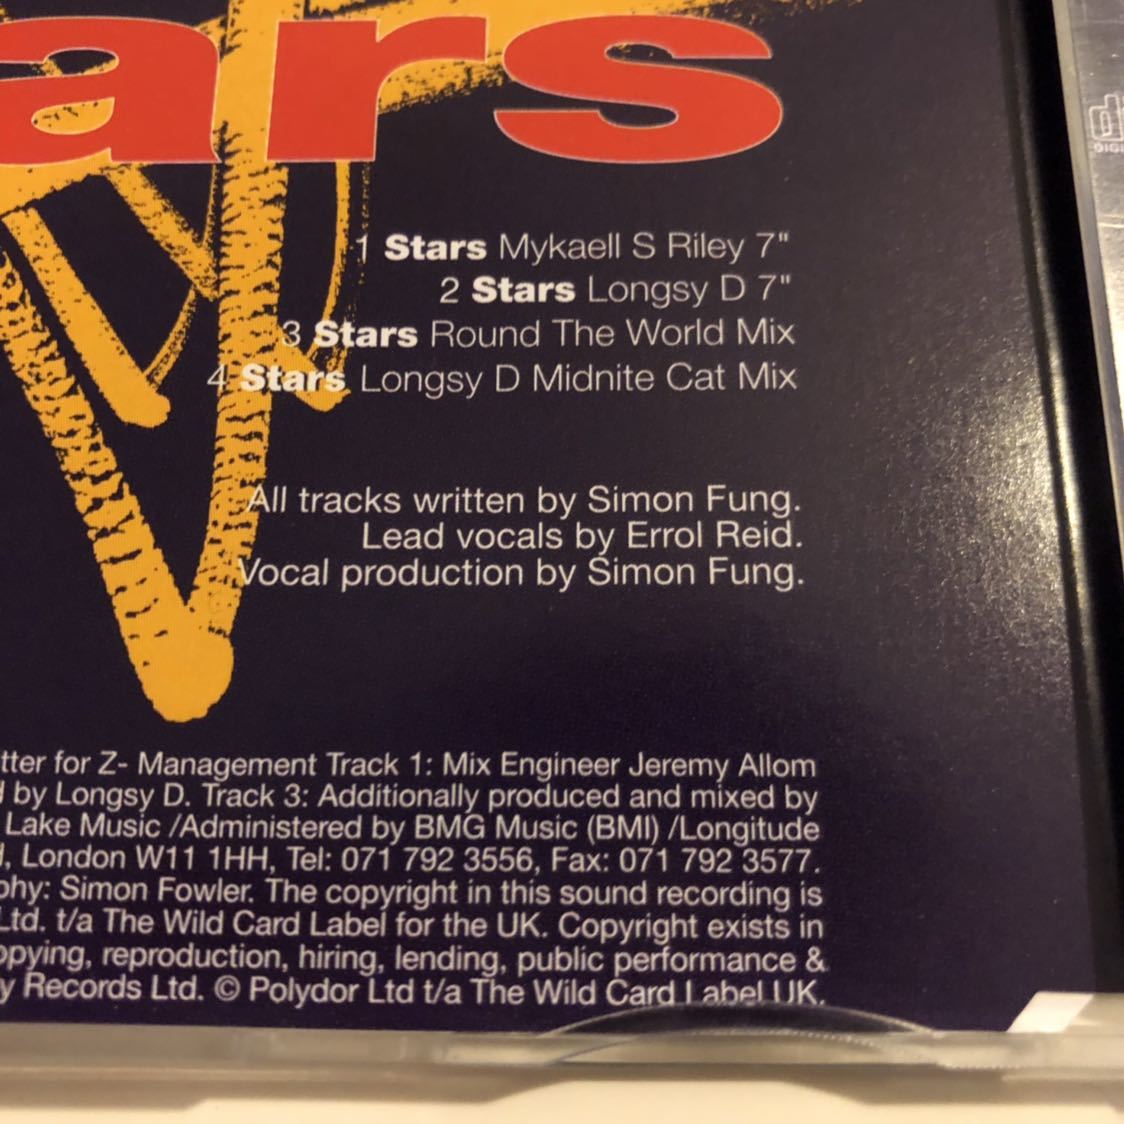 ars
1 Stars Mykaell S Riley 7"
2 Stars Longsy D 7"
3 Stars Round The World Mix
4 Stars Longsy D Midnite Cat Mix
All tracks written by Simon Fung.
Lead vocals by Errol Reid.
Vocal production by Simon Fung.
tter for Z- Management Track 1: Mix Engineer Jeremy Allom
by Longsy D. Track 3: Additionally produced and mixed by
Lake Music /Administered by BMG Music (BMI) /Longitude
, London W11 1HH, Tel: 071 792 3556, Fax: 071 792 3577.
phy: Simon Fowler. The copyright in this sound recording is
Ltd. t/a The Wild Card Label for the UK. Copyright exists in
opying, reproduction, hiring, lending, public performance &
y Records Ltd. © Polydor Ltd t/a The Wild Card Label UK.